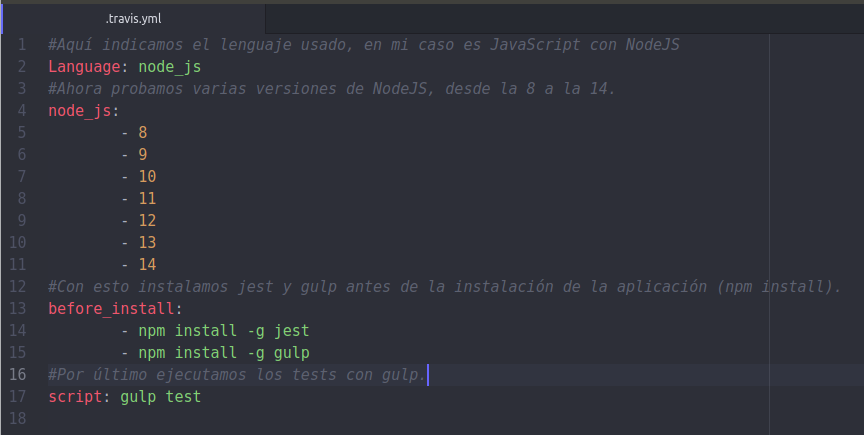 .travis.yml
1 #Aquí indicamos el lenguaje usado, en mi caso es JavaScript con NodeJS
2 Language: node_js
3 #Ahora probamos varias versiones de NodeJS, desde la 8 a la 14.
4 node_js:
5 - 8
6 - 9
7 - 10
8 - 11
9 - 12
10 - 13
11 - 14
12 #Con esto instalamos jest y gulp antes de la instalación de la aplicación (npm install).
13 before_install:
14 - npm install -g jest
15 - npm install -g gulp
16 #Por último ejecutamos los tests con gulp.
17 script: gulp test
18